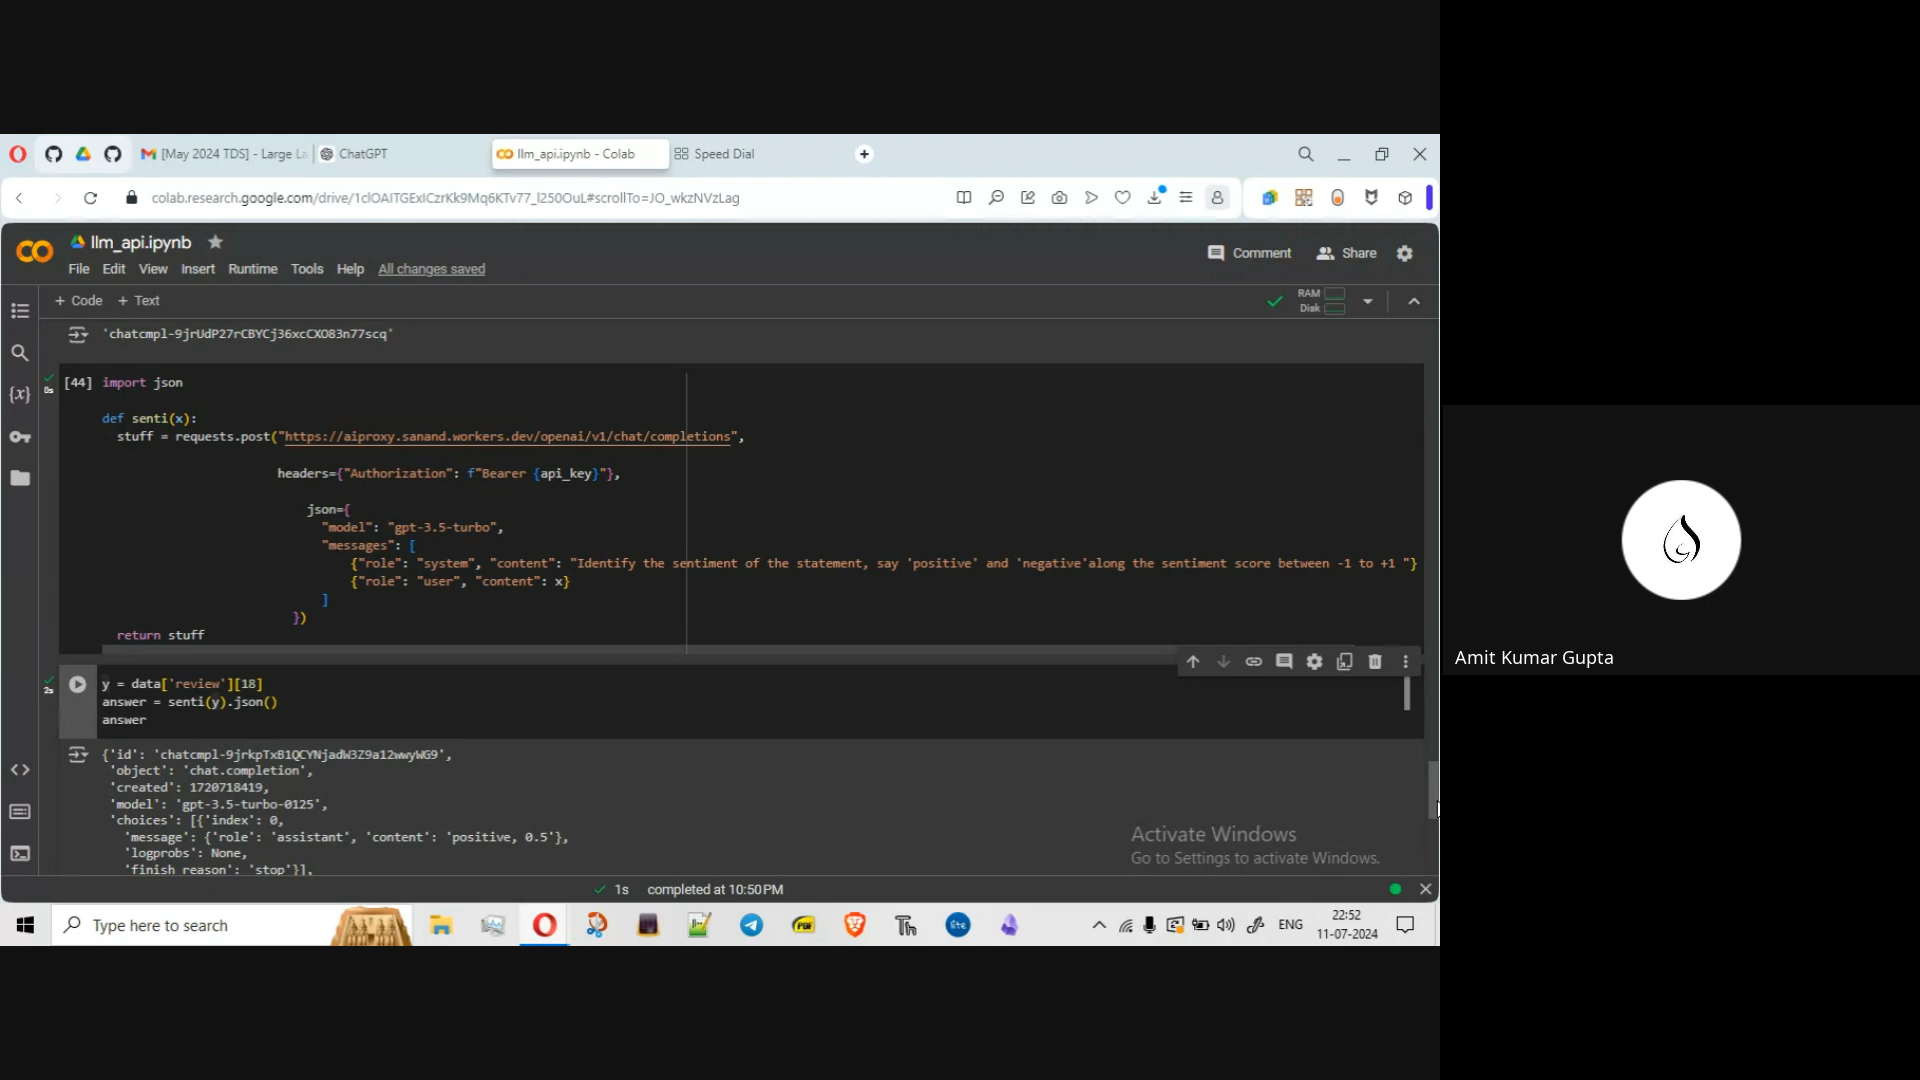 [May 2024 TDS] - Large La
ChatGPT
llm_api.ipynb - Colab
Speed Dial
colab.research.google.com/drive/1clOAITGExICzrKk9Mq6KTv77_l250OuL#scrollTo=JO_wkzNVzLag
llm_api.ipynb
File Edit View Insert Runtime Tools Help All changes saved
Comment
Share
+ Code + Text
RAM
Disk
'chatcmpl-9jrUdP27rCBYCj36xcCXO83n77scq'
[44] import json
0s
def senti(x):
stuff = requests.post("https://aiproxy.sanand.workers.dev/openai/v1/chat/completions",
headers={"Authorization": f"Bearer {api_key}"},
json={
"model": "gpt-3.5-turbo",
"messages": [
{"role": "system", "content": "Identify the sentiment of the statement, say 'positive' and 'negative'along the sentiment score between -1 to +1 "}
{"role": "user", "content": x}
]
})
return stuff
2s
y = data['review'][18]
answer = senti(y).json()
answer
{'id': 'chatcmpl-9jrkpTxB1QCYNjadW3Z9a12wwyWG9',
'object': 'chat.completion',
'created': 1720718419,
'model': 'gpt-3.5-turbo-0125',
'choices': [{'index': 0,
'message': {'role': 'assistant', 'content': 'positive, 0.5'},
'logprobs': None,
'finish_reason': 'stop'}],
Activate Windows
Go to Settings to activate Windows.
1s completed at 10:50 PM
Type here to search
ENG
22:52
11-07-2024
Amit Kumar Gupta